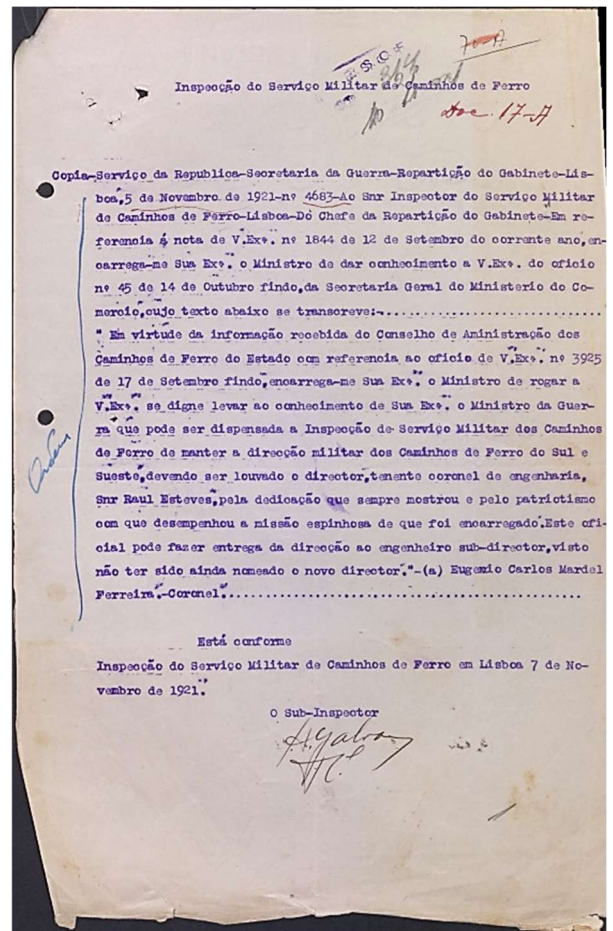 70-A
Inspecção do Serviço Militar de Caminhos de Ferro
Doc. 17-A
Copia-Serviço da Republica-Secretaria da Guerra-Repartição do Gabinete-Lis-
boa,5 de Novembro de 1921-nº 4683-Ao Snr Inspector do Serviço Militar
de Caminhos de Ferro-Lisboa-Do Chefe da Repartição do Gabinete-Em re-
ferencia á nota de V.Exª. nº 1844 de 12 de Setembro do corrente ano,en-
carrega-me Sua Exª. o Ministro de dar conhecimento a V.Exª. do oficio
nº 45 de 14 de Outubro findo,da Secretaria Geral do Ministerio do Co-
mercio,cujo texto abaixo se transcreve:-..............................
" Em virtude da informação recebida do Conselho de Aministração dos
Caminhos de Ferro do Estado com referencia ao oficio de V.Exª. nº 3925
de 17 de Setembro findo,encarrega-me Sua Exª. o Ministro de rogar a
V.Exª. se digne levar ao conhecimento de Sua Exª. o Ministro da Guer-
ra que pode ser dispensada a Inspecção de Serviço Militar dos Caminhos
de Ferro de manter a direcção militar dos Caminhos de Ferro do Sul e
Sueste,devendo ser louvado o director,tenente coronel de engenharia,
Snr Raul Esteves,pela dedicação que sempre mostrou e pelo patriotismo
com que desempenhou a missão espinhosa de que foi encarregado.Este ofi-
cial pode fazer entrega da direcção ao engenheiro sub-director,visto
não ter sido ainda nomeado o novo director."-(a) Eugenio Carlos Mardel
Ferreira.-Coronel..............................................
Ordem
Está conforme
Inspecção do Serviço Militar de Caminhos de Ferro em Lisboa 7 de No-
vembro de 1921.
O Sub-Inspector